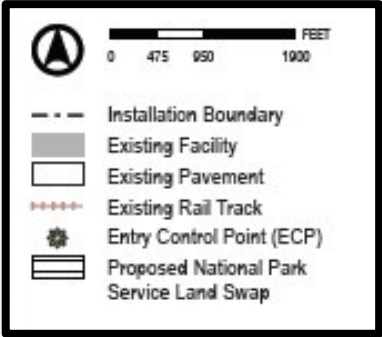 FEET
0 475 950 1900
Installation Boundary
Existing Facility
Existing Pavement
Existing Rail Track
Entry Control Point (ECP)
Proposed National Park
Service Land Swap